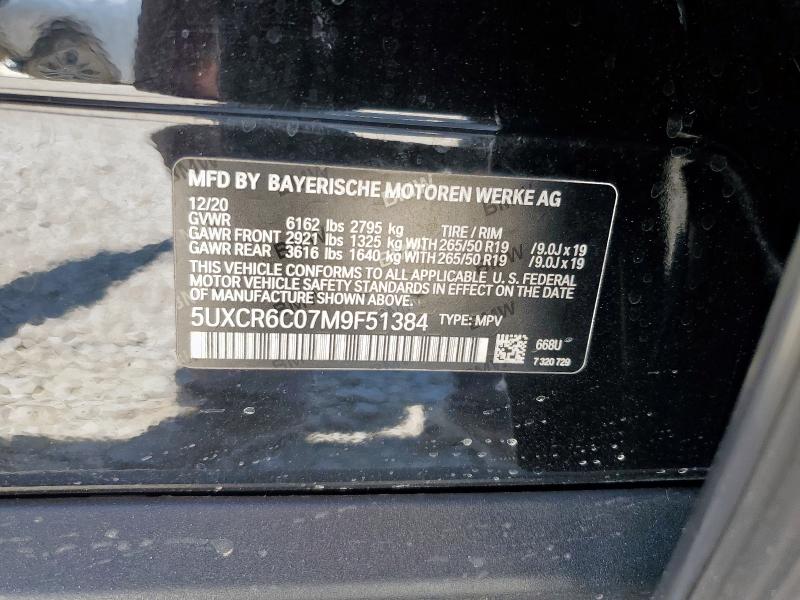 MFD BY BAYERISCHE MOTOREN WERKE AG
12/20
GVWR 6162 lbs 2795 kg TIRE / RIM
GAWR FRONT 2921 lbs 1325 kg WITH 265/50 R19 /9.0J x 19
GAWR REAR 3616 lbs 1640 kg WITH 265/50 R19 /9.0J x 19
THIS VEHICLE CONFORMS TO ALL APPLICABLE U. S. FEDERAL
MOTOR VEHICLE SAFETY STANDARDS IN EFFECT ON THE DATE
OF MANUFACTURE SHOWN ABOVE.
5UXCR6C07M9F51384 TYPE: MPV
668U
7 320 729